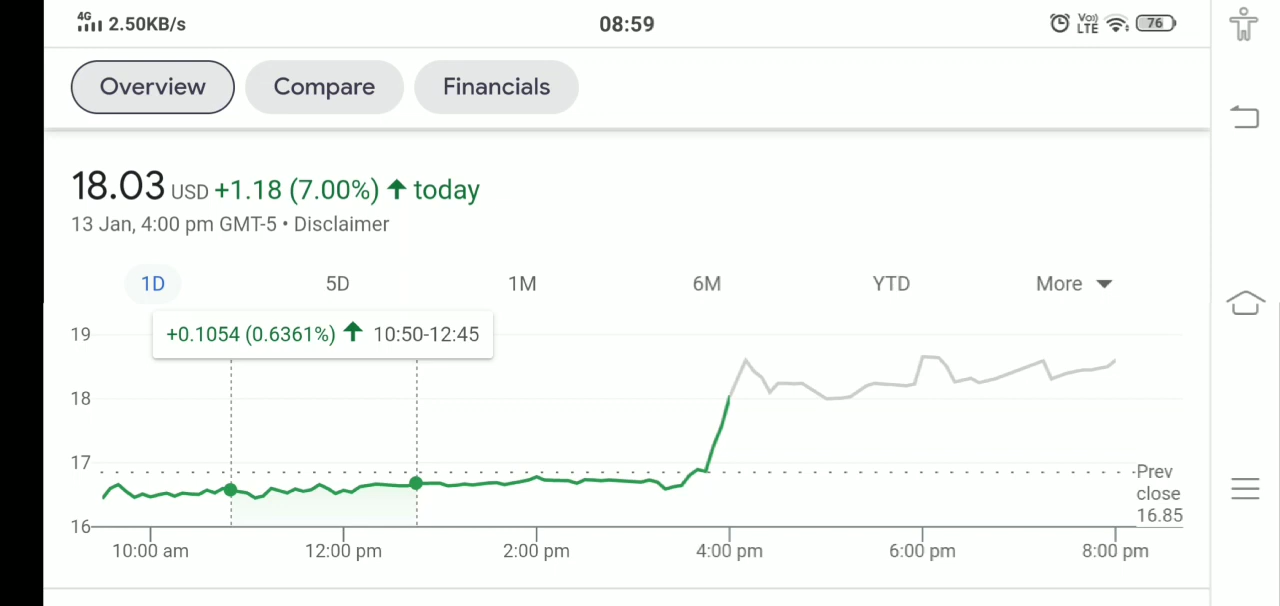 4G 2.50KB/s 08:59 Vo)) LTE 76
Overview Compare Financials
18.03 USD +1.18 (7.00%) ↑ today
13 Jan, 4:00 pm GMT-5 • Disclaimer
1D 5D 1M 6M YTD More
+0.1054 (0.6361%) ↑ 10:50-12:45
19
18
17
16
Prev
close
16.85
10:00 am 12:00 pm 2:00 pm 4:00 pm 6:00 pm 8:00 pm